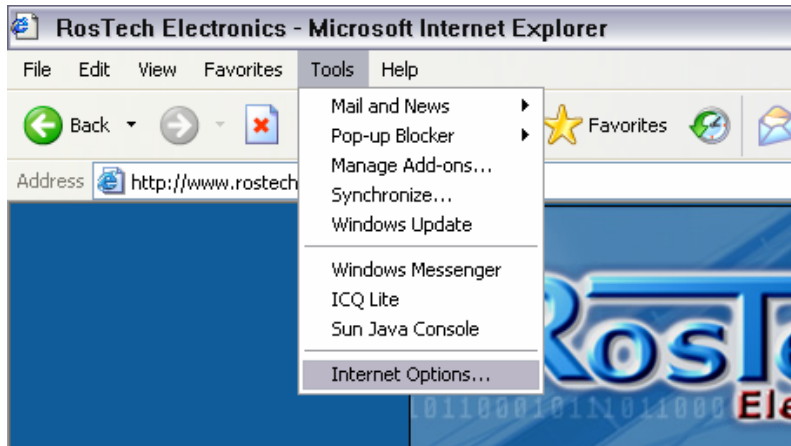 RosTech Electronics - Microsoft Internet Explorer
File Edit View Favorites Tools Help
Back Favorites
Address http://www.rostech
Mail and News
Pop-up Blocker
Manage Add-ons...
Synchronize...
Windows Update
Windows Messenger
ICQ Lite
Sun Java Console
Internet Options...